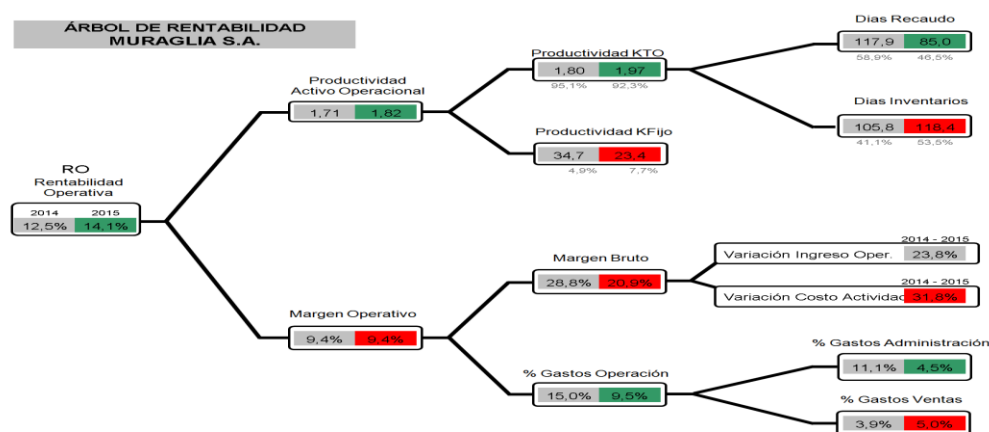 ÁRBOL DE RENTABILIDAD
MURAGLIA S.A.
Dias Recaudo
117,9 85,0
58,9% 46,5%
Productividad KTO
1,80 1,97
95,1% 92,3%
Productividad
Activo Operacional
1,71 1,82
Dias Inventarios
105,8 118,4
41,1% 53,5%
Productividad KFijo
34,7 23,4
4,9% 7,7%
RO
Rentabilidad
Operativa
2014 2015
12,5% 14,1%
Margen Bruto
28,8% 20,9%
2014 - 2015
Variación Ingreso Oper. 23,8%
2014 - 2015
Variación Costo Actividad 31,8%
Margen Operativo
9,4% 9,4%
% Gastos Operación
15,0% 9,5%
% Gastos Administración
11,1% 4,5%
% Gastos Ventas
3,9% 5,0%